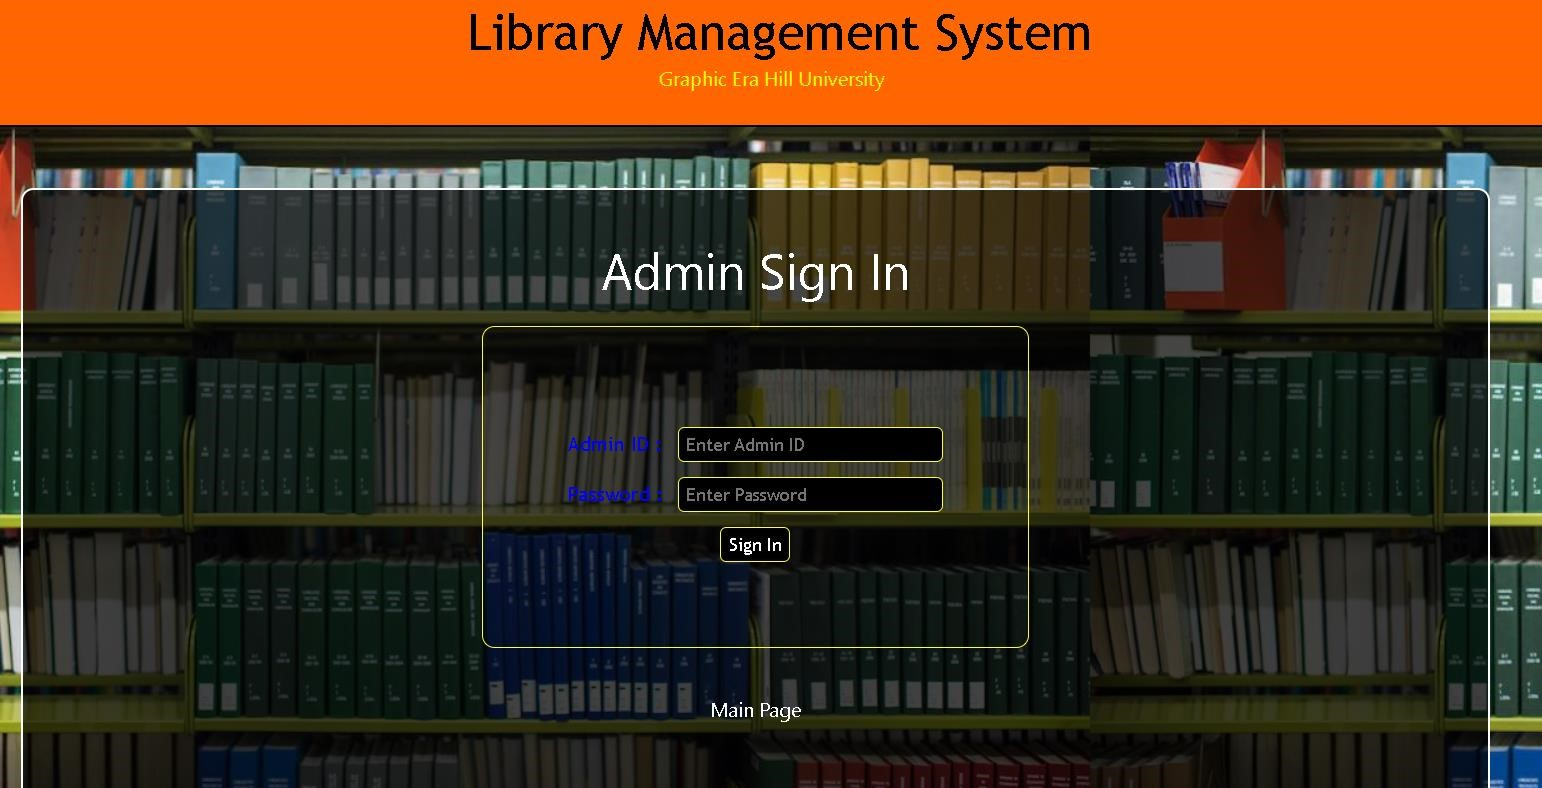 Library Management System
Graphic Era Hill University
Admin Sign In
Admin ID :
Enter Admin ID
Password :
Enter Password
Sign In
Main Page